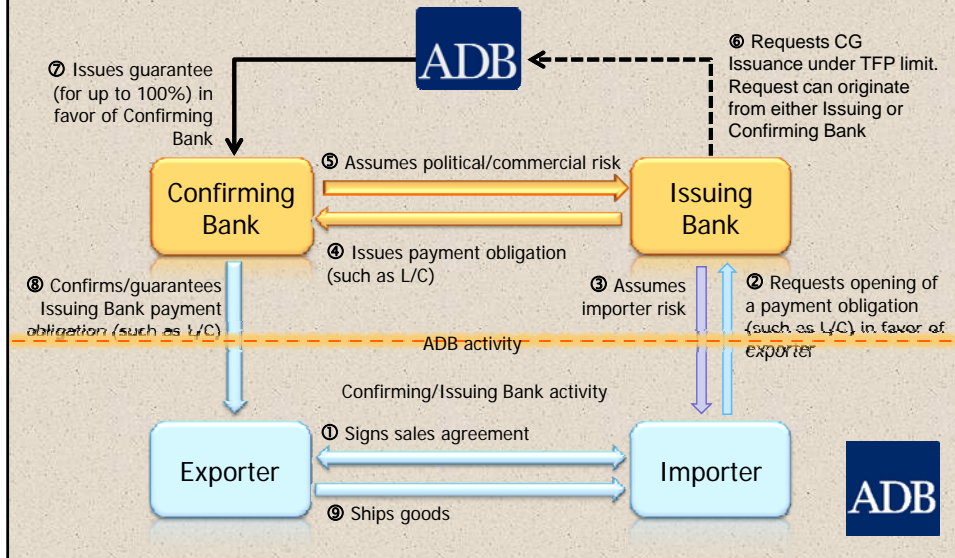 ADB
⑥ Requests CG
Issuance under TFP limit.
Request can originate
from either Issuing or
Confirming Bank
⑦ Issues guarantee
(for up to 100%) in
favor of Confirming
Bank
⑤ Assumes political/commercial risk
Confirming
Bank
Issuing
Bank
④ Issues payment obligation
(such as L/C)
⑧ Confirms/guarantees
Issuing Bank payment
obligation (such as L/C)
③ Assumes
importer risk
② Requests opening of
a payment obligation
(such as L/C) in favor of
exporter
ADB activity
Confirming/Issuing Bank activity
① Signs sales agreement
Exporter
Importer
⑨ Ships goods
ADB